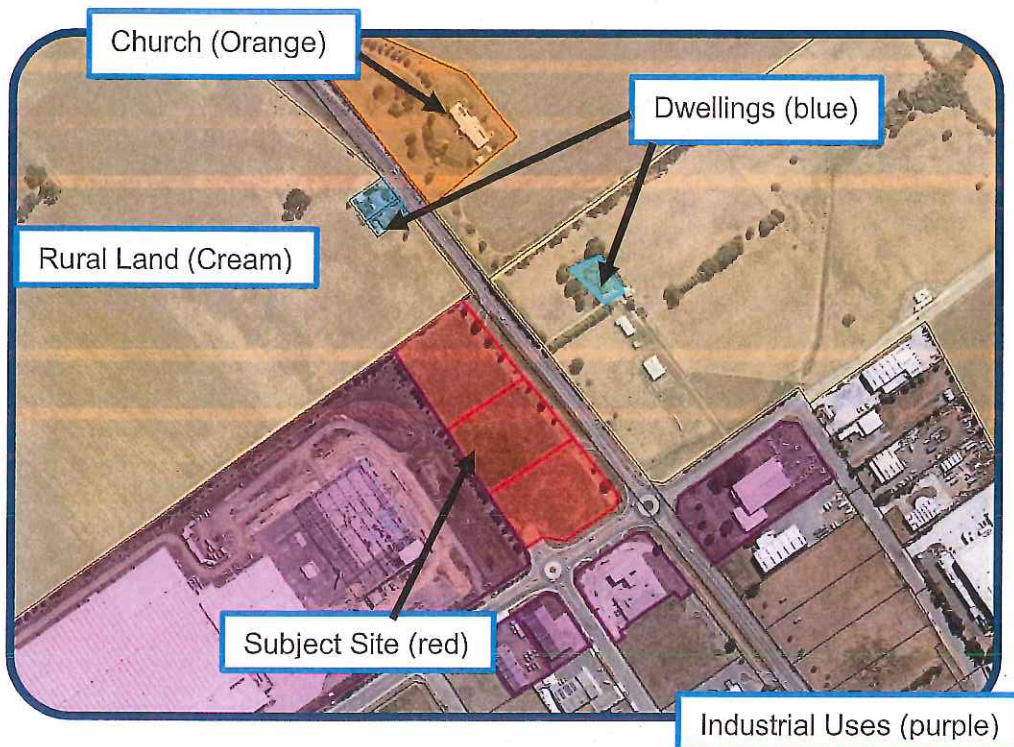 Church (Orange)
Dwellings (blue)
Rural Land (Cream)
Subject Site (red)
Industrial Uses (purple)